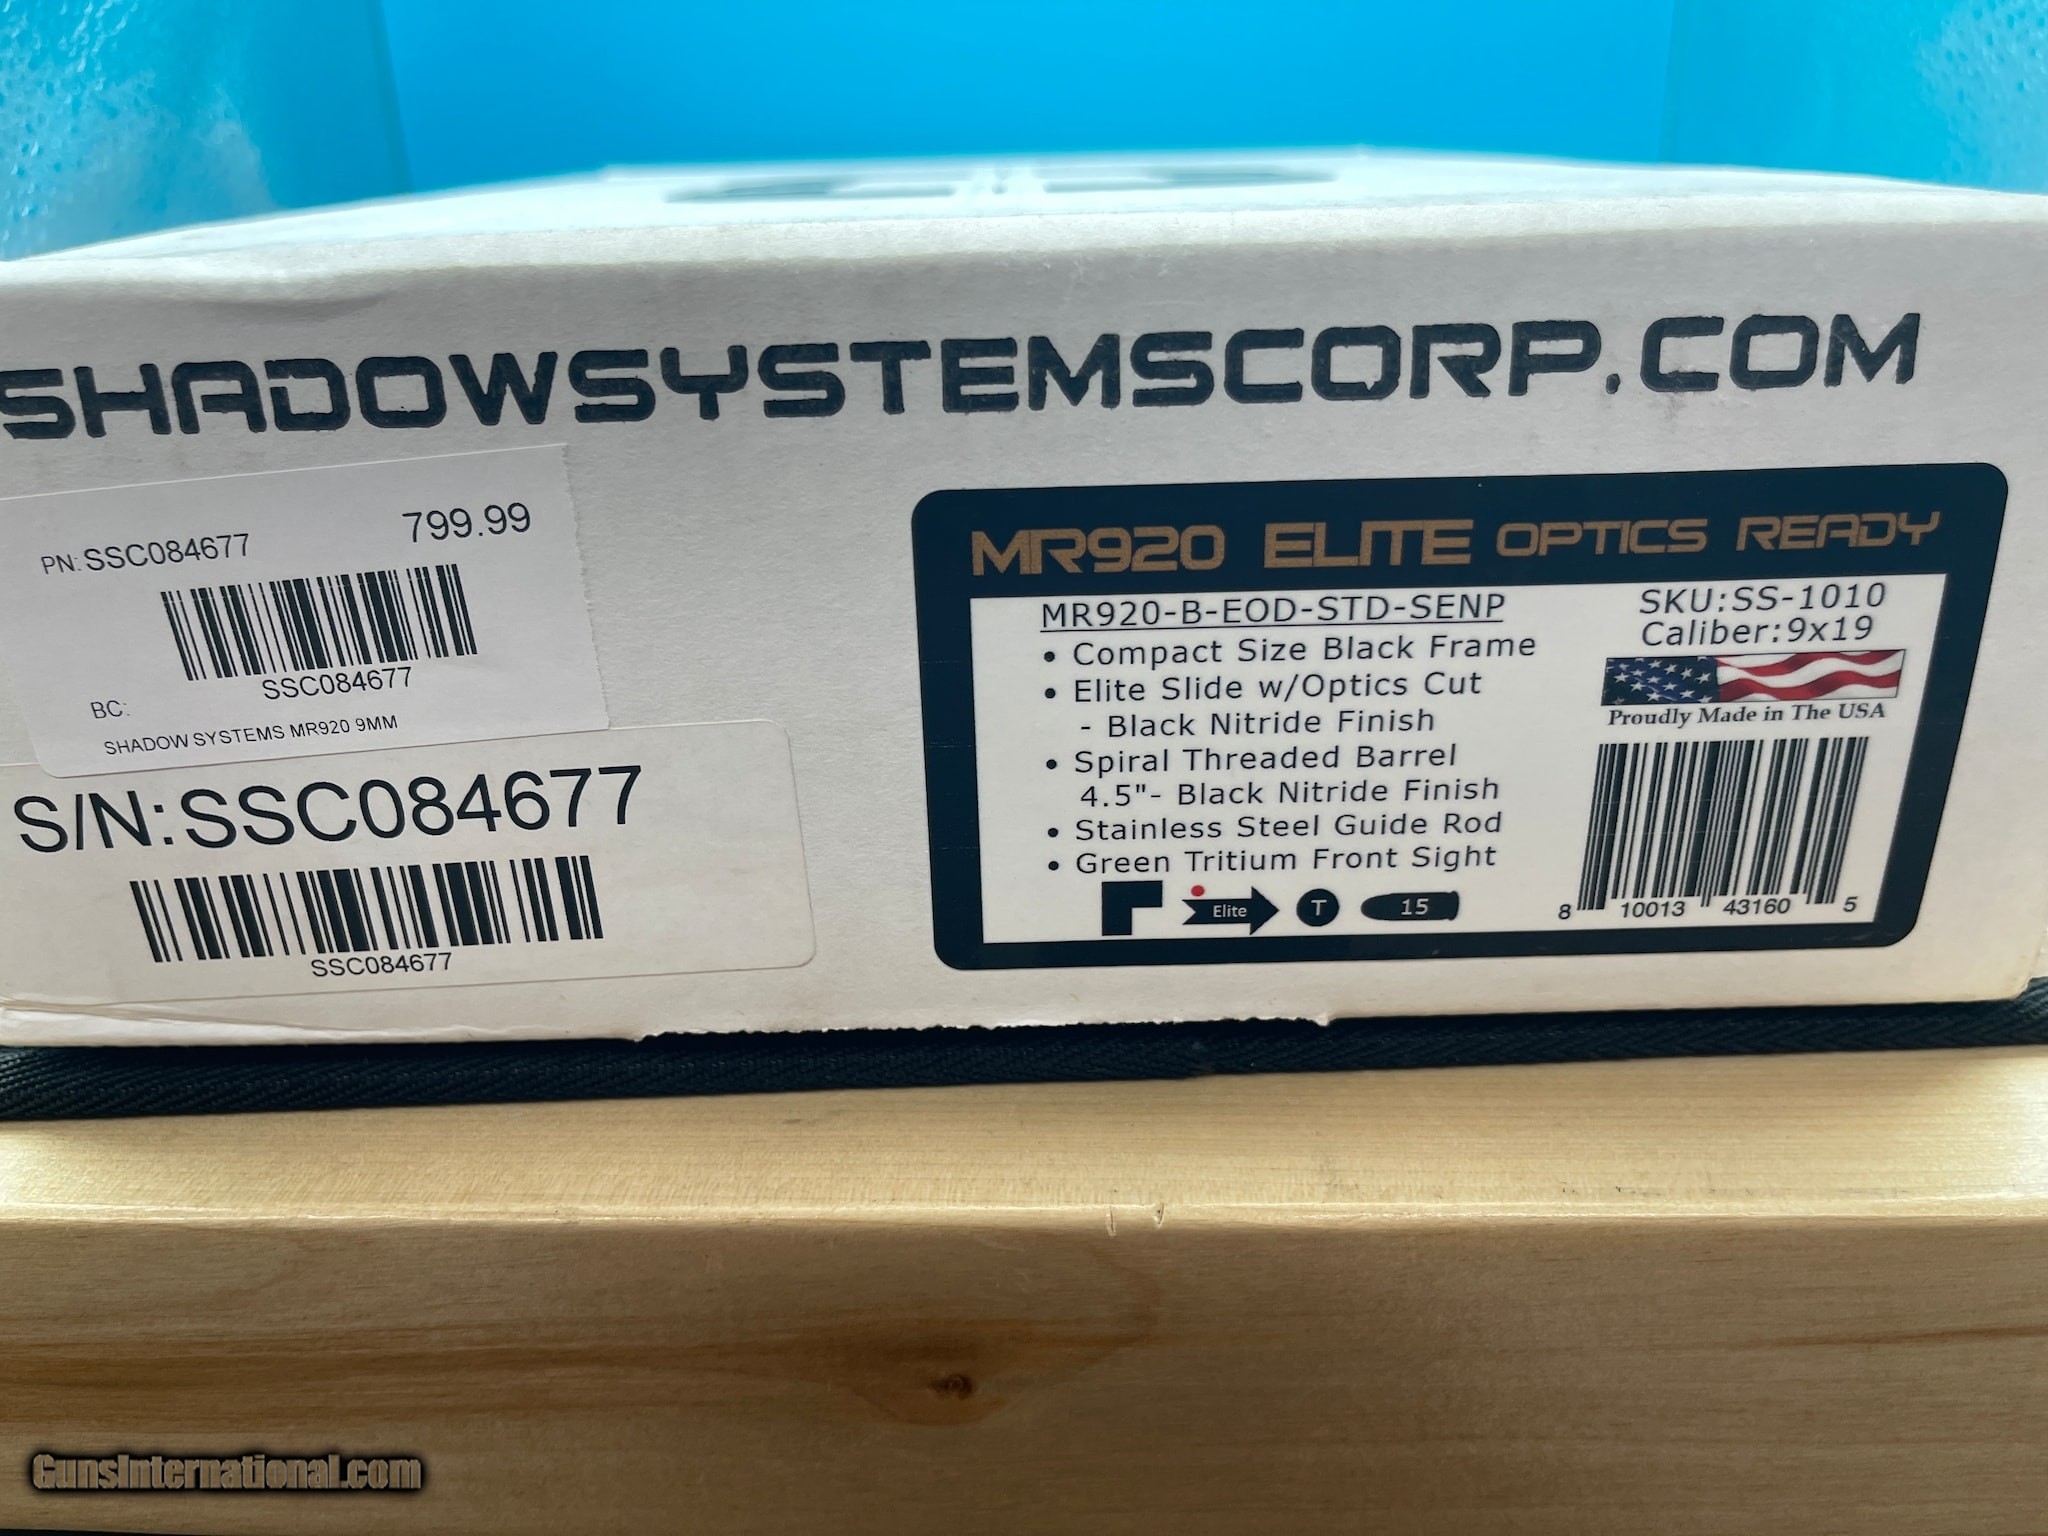 SHADOWSYSTEMSCORP.COM
PN: SSC084677
799.99
SSC084677
BC:
SHADOW SYSTEMS MR920 9MM
S/N: SSC084677
SSC084677
MR920 ELITE OPTICS READY
MR920-B-EOD-STD-SENP
• Compact Size Black Frame
• Elite Slide w/Optics Cut
- Black Nitride Finish
• Spiral Threaded Barrel
4.5"- Black Nitride Finish
• Stainless Steel Guide Rod
• Green Tritium Front Sight
Elite
T
15
SKU:SS-1010
Caliber:9x19
Proudly Made in The USA
8 10013 43160 5
GunsInternational.com